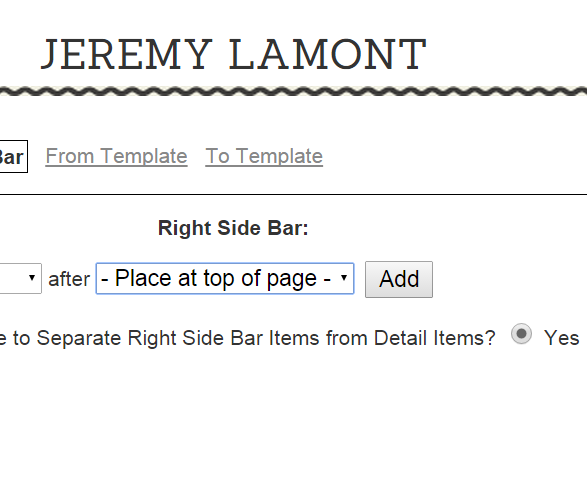 JEREMY LAMONT
Bar From Template To Template
Right Side Bar:
after - Place at top of page - Add
e to Separate Right Side Bar Items from Detail Items? Yes